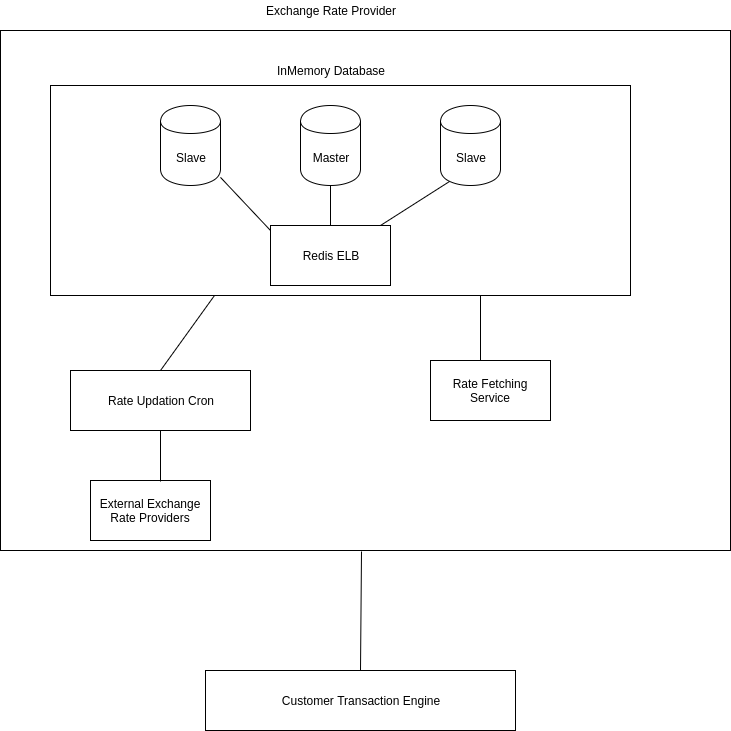 Exchange Rate Provider
InMemory Database
Slave
Master
Slave
Redis ELB
Rate Updation Cron
Rate Fetching
Service
External Exchange
Rate Providers
Customer Transaction Engine